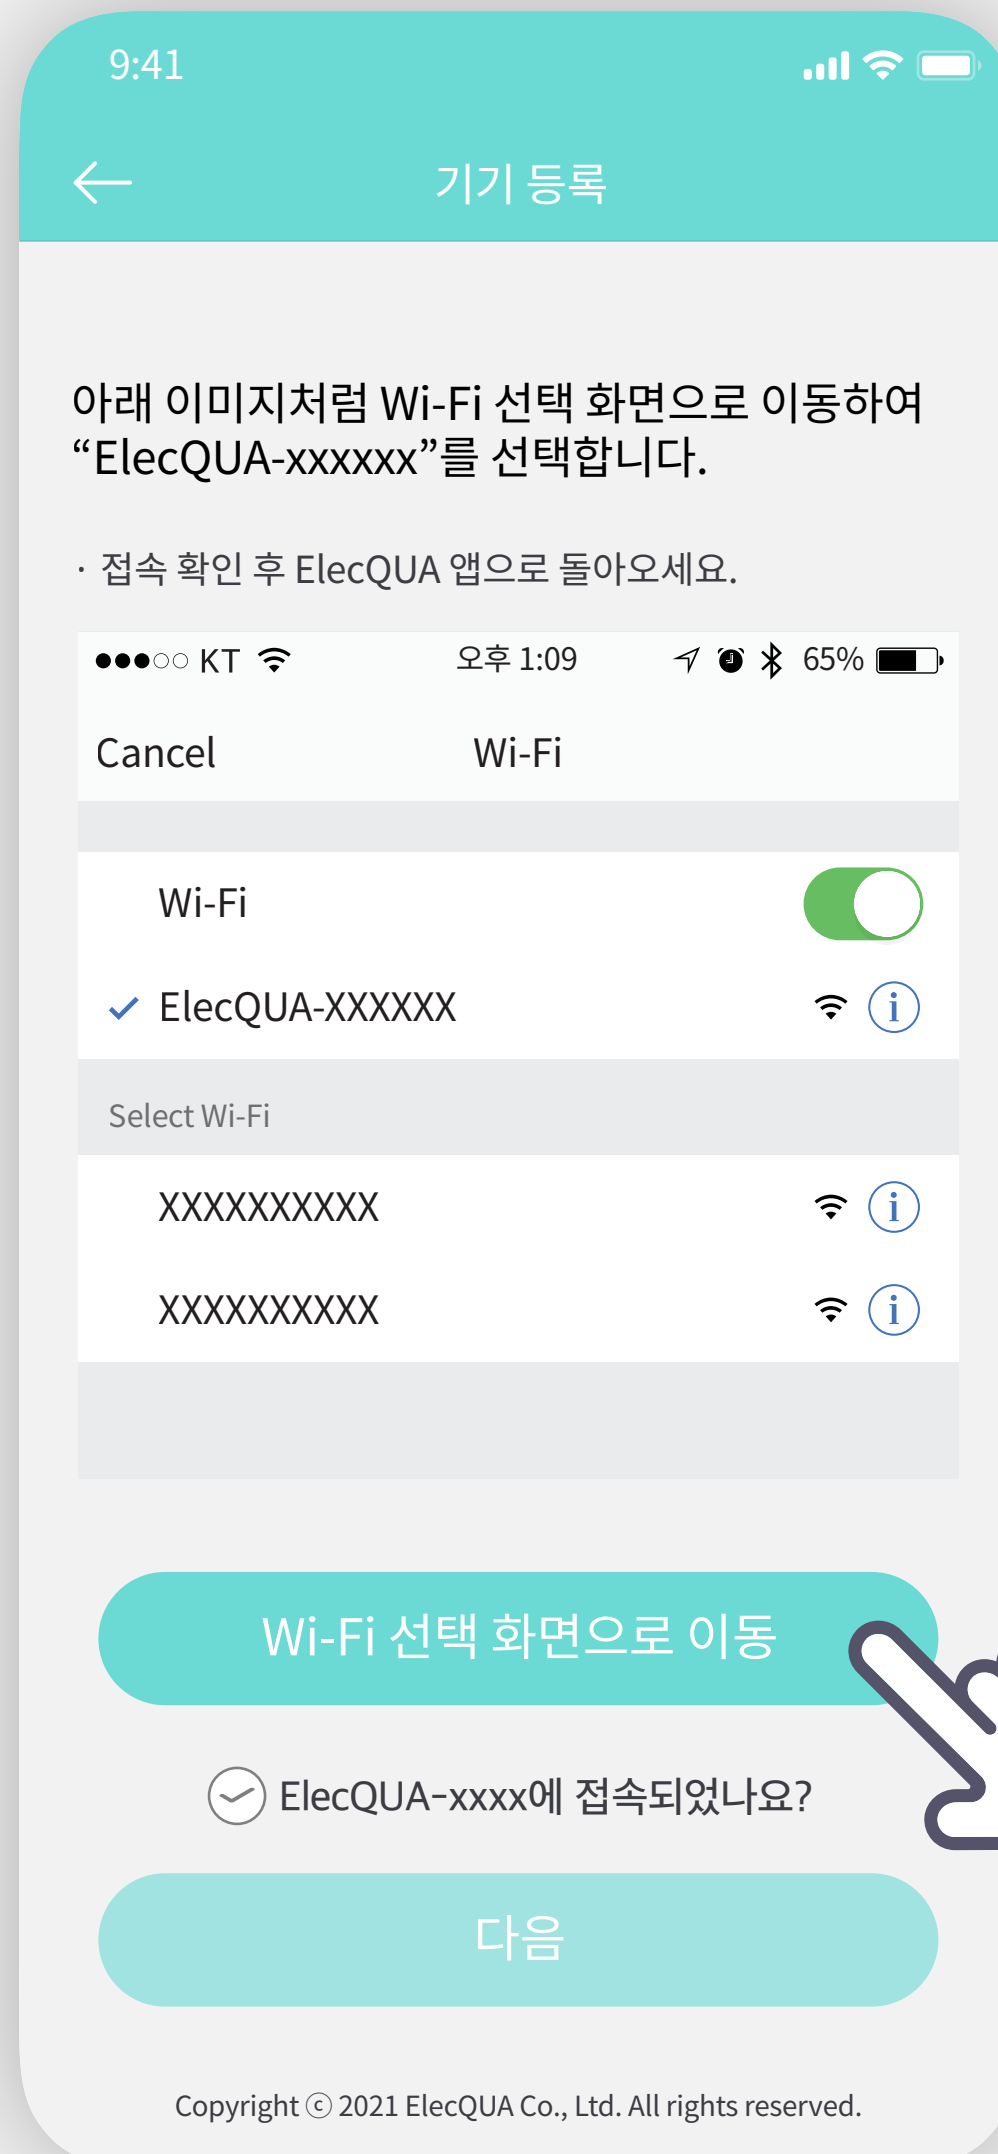 9:41
기기 등록
아래 이미지처럼 Wi-Fi 선택 화면으로 이동하여
“ElecQUA-xxxxxx”를 선택합니다.
· 접속 확인 후 ElecQUA 앱으로 돌아오세요.
KT 오후 1:09 65%
Cancel Wi-Fi
Wi-Fi
ElecQUA-XXXXXX
Select Wi-Fi
XXXXXXXXXX
XXXXXXXXXX
Wi-Fi 선택 화면으로 이동
ElecQUA-xxxx에 접속되었나요?
다음
Copyright ⓒ 2021 ElecQUA Co., Ltd. All rights reserved.